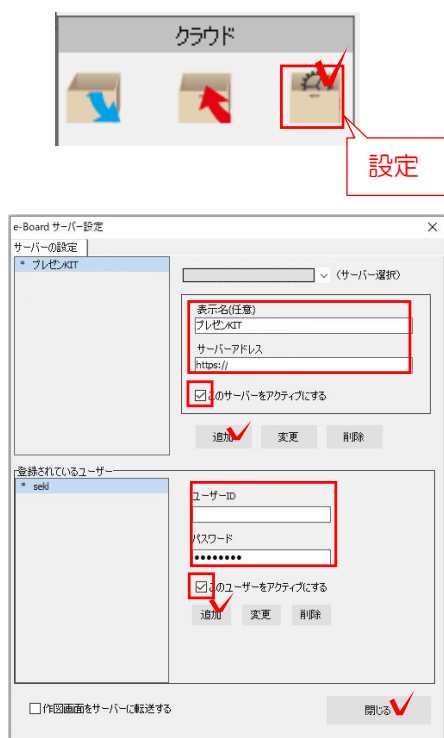 クラウド
設定
e-Board サーバー設定
サーバーの設定
* プレゼンKIT
(サーバー選択)
表示名(任意)
プレゼンKIT
サーバーアドレス
https://
このサーバーをアクティブにする
追加 変更 削除
登録されているユーザー
* seki
ユーザーID
パスワード
●●●●●●●●
このユーザーをアクティブにする
追加 変更 削除
作図画面をサーバーに転送する
閉じる